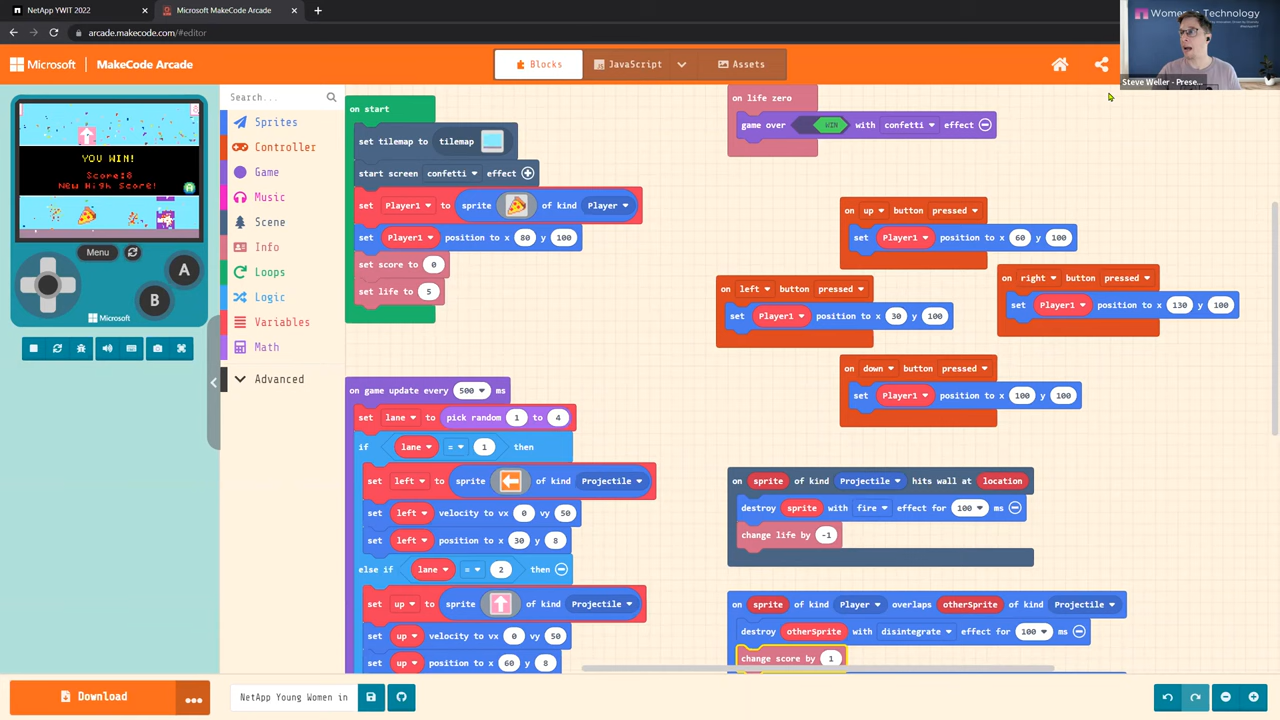 NetApp YWIT 2022
Microsoft MakeCode Arcade
arcade.makecode.com/#editor
Women in Technology
Steve Weller - Prese...
Microsoft
MakeCode Arcade
Blocks
JavaScript
Assets
YOU WIN!
Score:8
New High Score!
Menu
A
B
Microsoft
Search...
Sprites
Controller
Game
Music
Scene
Info
Loops
Logic
Variables
Math
Advanced
on start
set tilemap to tilemap
start screen confetti effect
set Player1 to sprite of kind Player
set Player1 position to x 80 y 100
set score to 0
set life to 5
on game update every 500 ms
set lane to pick random 1 to 4
if lane = 1 then
set left to sprite of kind Projectile
set left velocity to vx 0 vy 50
set left position to x 30 y 8
else if lane = 2 then
set up to sprite of kind Projectile
set up velocity to vx 0 vy 50
set up position to x 60 y 8
on life zero
game over WIN with confetti effect
on up button pressed
set Player1 position to x 60 y 100
on left button pressed
set Player1 position to x 30 y 100
on right button pressed
set Player1 position to x 130 y 100
on down button pressed
set Player1 position to x 100 y 100
on sprite of kind Projectile hits wall at location
destroy sprite with fire effect for 100 ms
change life by -1
on sprite of kind Player overlaps otherSprite of kind Projectile
destroy otherSprite with disintegrate effect for 100 ms
change score by 1
Download
NetApp Young Women in